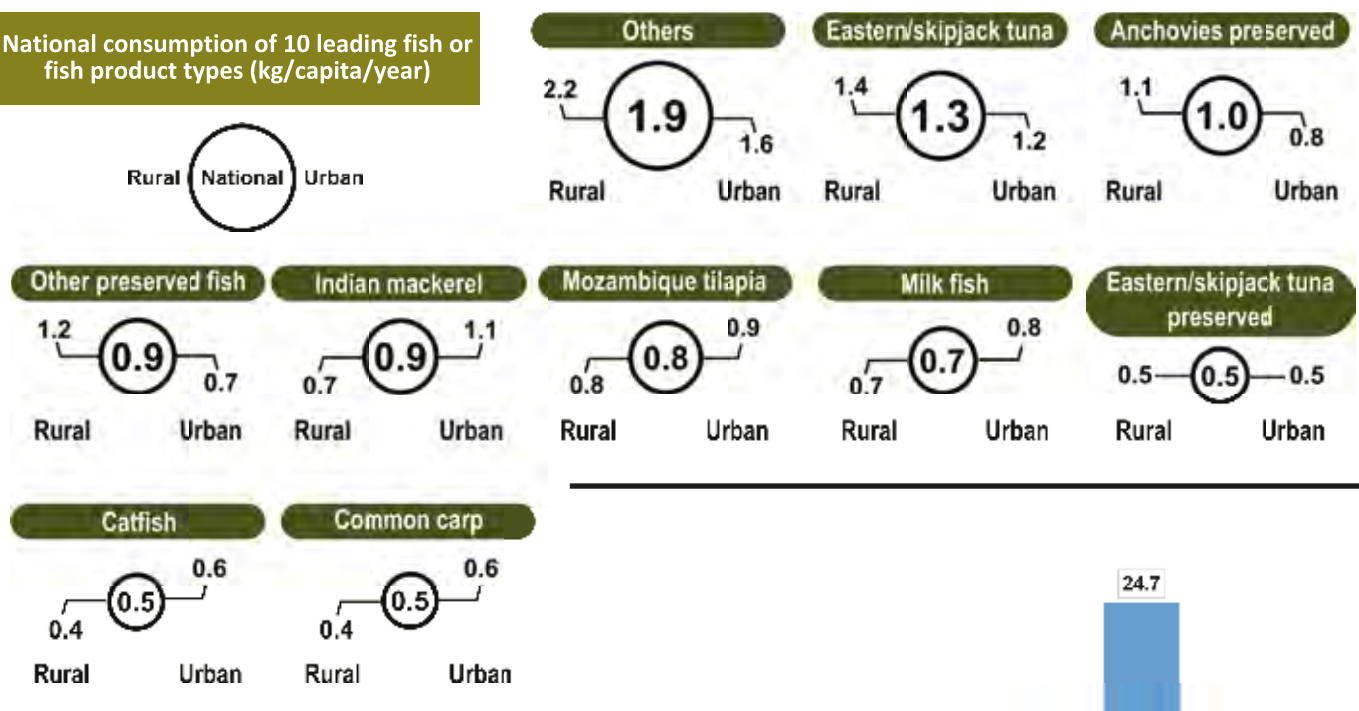 National consumption of 10 leading fish or
fish product types (kg/capita/year)
Rural National Urban
Others
2.2 1.9 1.6
Rural Urban
Eastern/skipjack tuna
1.4 1.3 1.2
Rural Urban
Anchovies preserved
1.1 1.0 0.8
Rural Urban
Other preserved fish
1.2 0.9 0.7
Rural Urban
Indian mackerel
0.7 0.9 1.1
Rural Urban
Mozambique tilapia
0.8 0.8 0.9
Rural Urban
Milk fish
0.7 0.7 0.8
Rural Urban
Eastern/skipjack tuna
preserved
0.5 0.5 0.5
Rural Urban
Catfish
0.4 0.5 0.6
Rural Urban
Common carp
0.4 0.5 0.6
Rural Urban
24.7